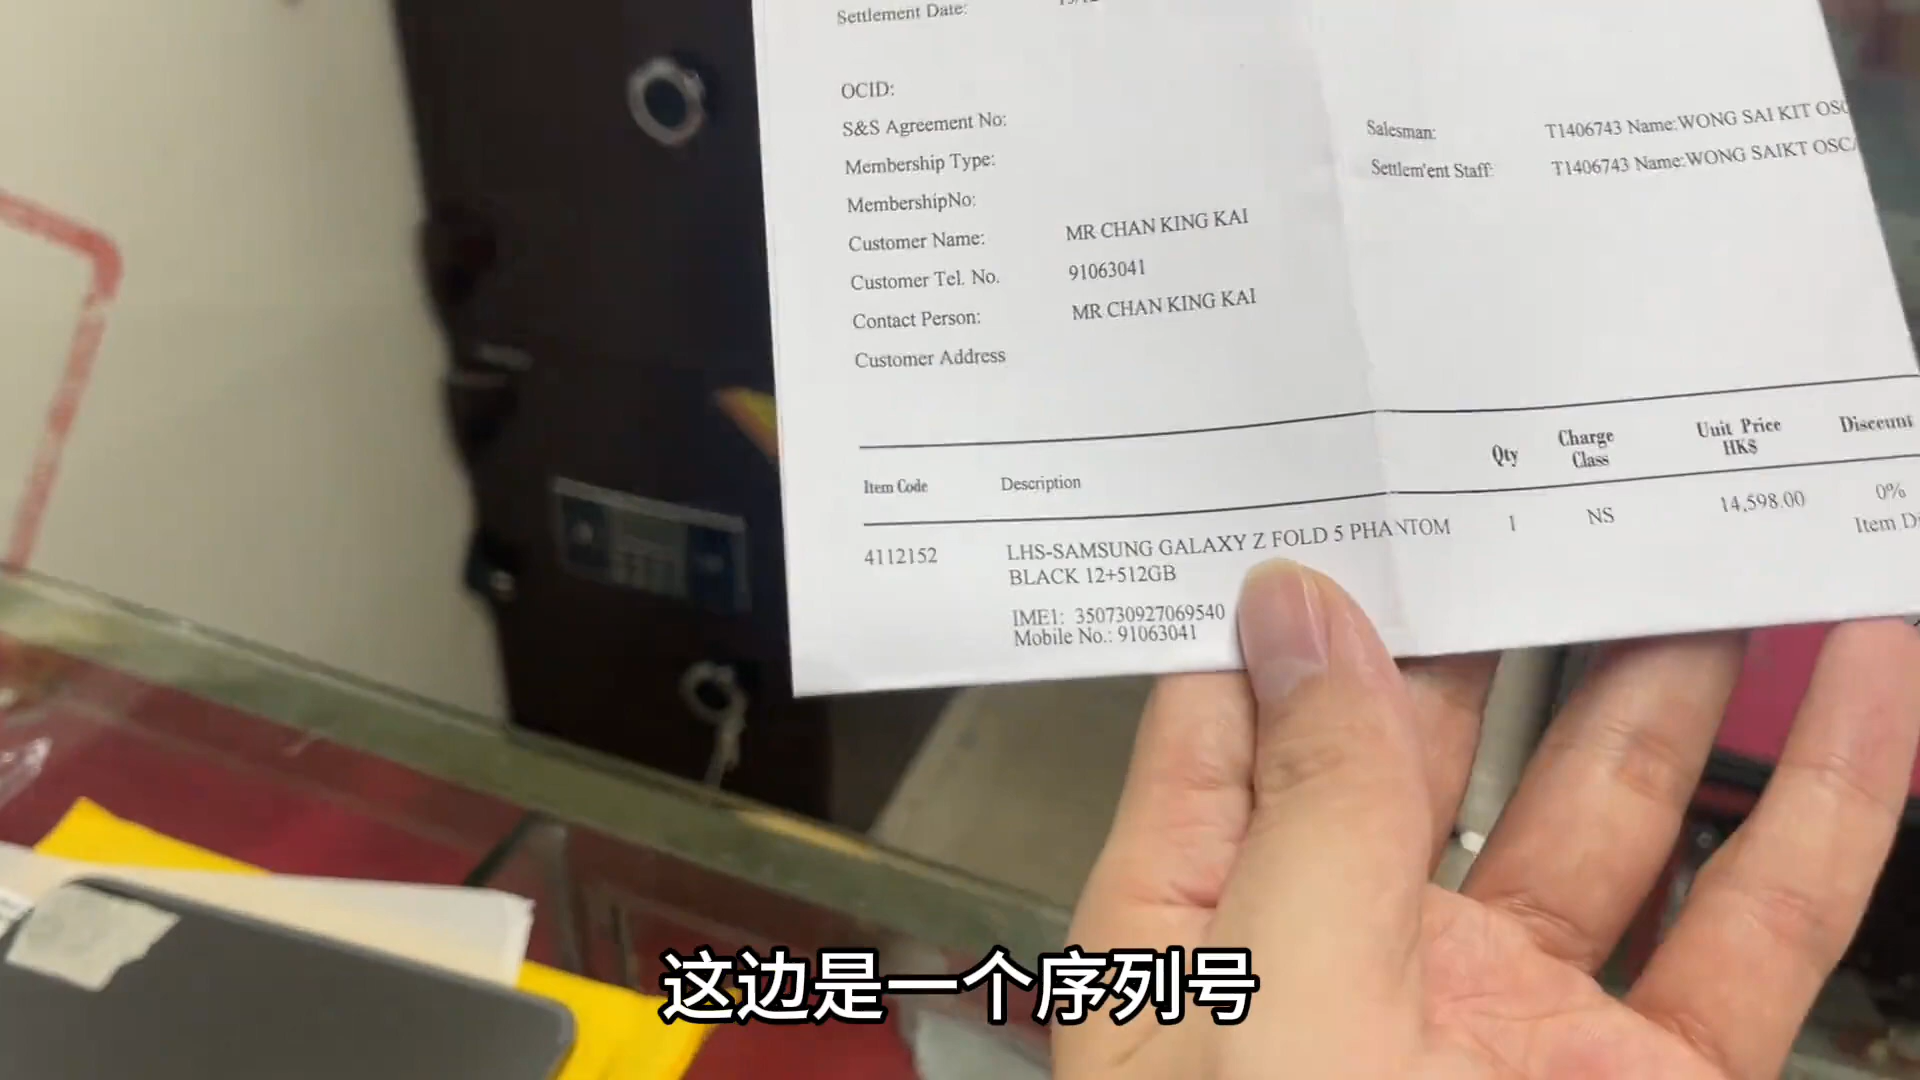 Settlement Date:
OCID:
S&S Agreement No:
Membership Type:
MembershipNo:
Customer Name: MR CHAN KING KAI
Customer Tel. No. 91063041
Contact Person: MR CHAN KING KAI
Customer Address
Salesman: T1406743 Name:WONG SAI KIT
Settlem'ent Staff: T1406743 Name:WONG SAIKT
Item Code Description Qty Charge Class Unit Price HK$ Discount
4112152 LHS-SAMSUNG GALAXY Z FOLD 5 PHANTOM 1 NS 14,598.00 0%
BLACK 12+512GB Item
IME1: 350730927069540
Mobile No.: 91063041
这边是一个序列号